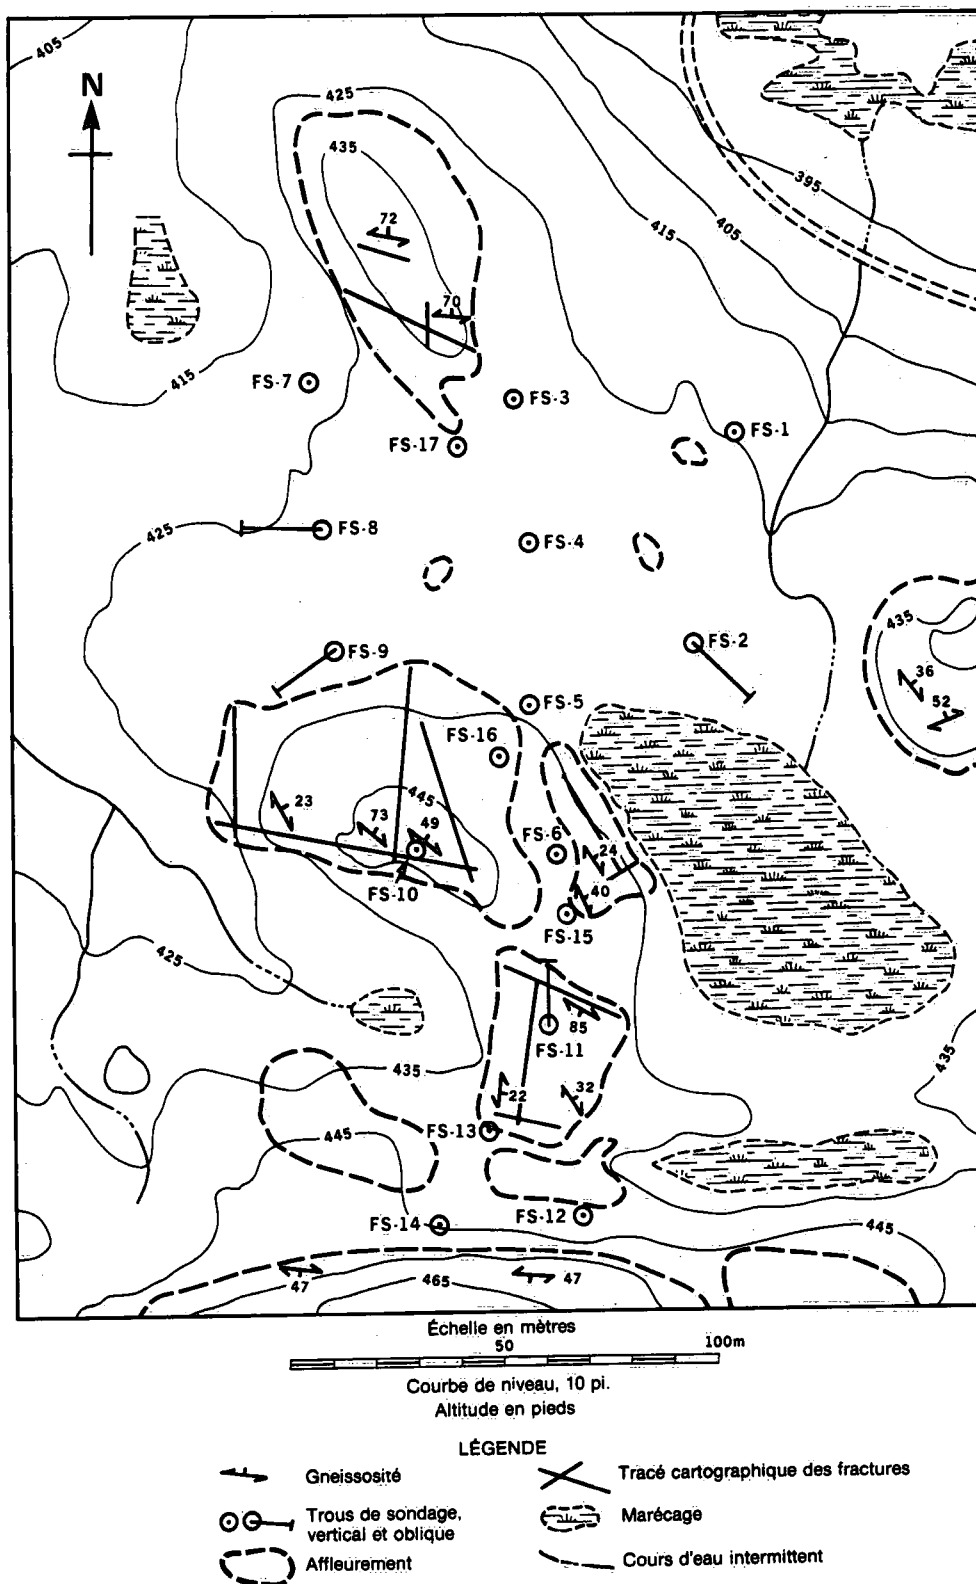 405
N
425
435
395
72
415
405
70
415
FS-7
FS-3
FS-1
FS-17
425
FS-8
FS-4
435
FS-9
FS-2
36
52
FS-5
FS-16
445
23
73
49
FS-6
24
FS-10
40
FS-15
425
85
FS-11
435
435
22
32
445
FS-13
FS-14
FS-12
445
47
47
465
Échelle en mètres
50
100m
Courbe de niveau, 10 pi.
Altitude en pieds
LÉGENDE
Gneissosité
Tracé cartographique des fractures
Trous de sondage,
vertical et oblique
Marécage
Affleurement
Cours d'eau intermittent